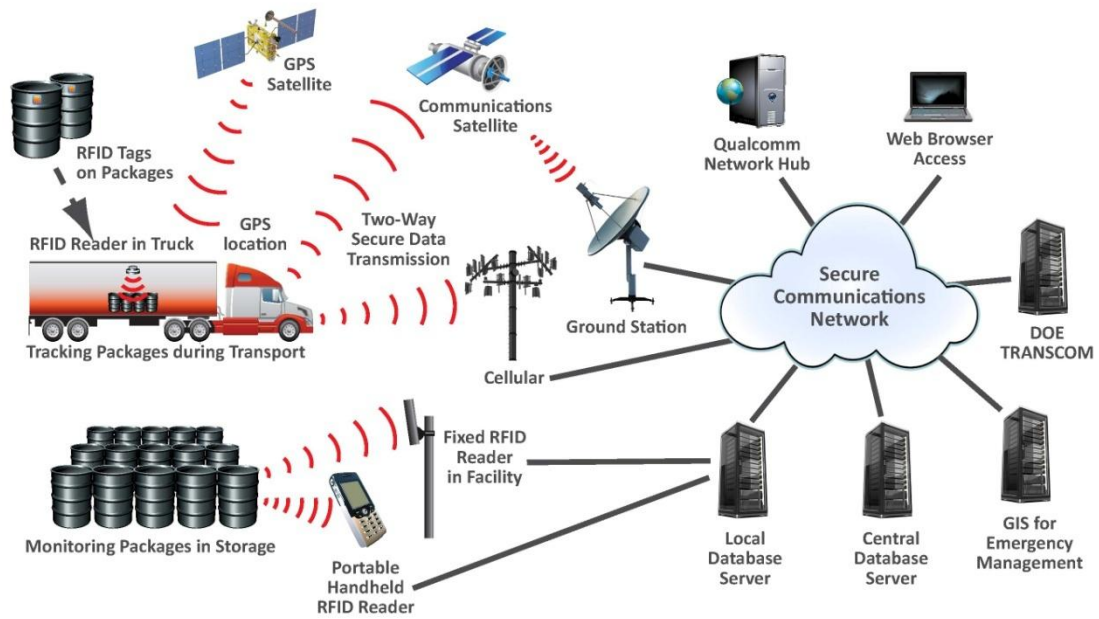 GPS
Satellite
Communications
Satellite
RFID Tags
on Packages
Qualcomm
Network Hub
Web Browser
Access
RFID Reader in Truck
GPS
location
Two-Way
Secure Data
Transmission
Tracking Packages during Transport
Ground Station
Cellular
Secure
Communications
Network
DOE
TRANSCOM
Fixed RFID
Reader
in Facility
Monitoring Packages in Storage
Portable
Handheld
RFID Reader
Local
Database
Server
Central
Database
Server
GIS for
Emergency
Management